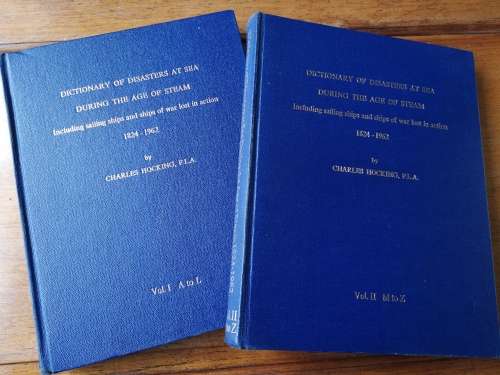 DICTIONARY OF DISASTERS AT SEA
DURING THE AGE OF STEAM
Including sailing ships and ships of war lost in action
1824 - 1962
by
CHARLES HOCKING, F.L.A.
Vol. I A to L
DICTIONARY OF DISASTERS AT SEA
DURING THE AGE OF STEAM
Including sailing ships and ships of war lost in action
1824 - 1962
by
CHARLES HOCKING, F.L.A.
Vol. II M to Z